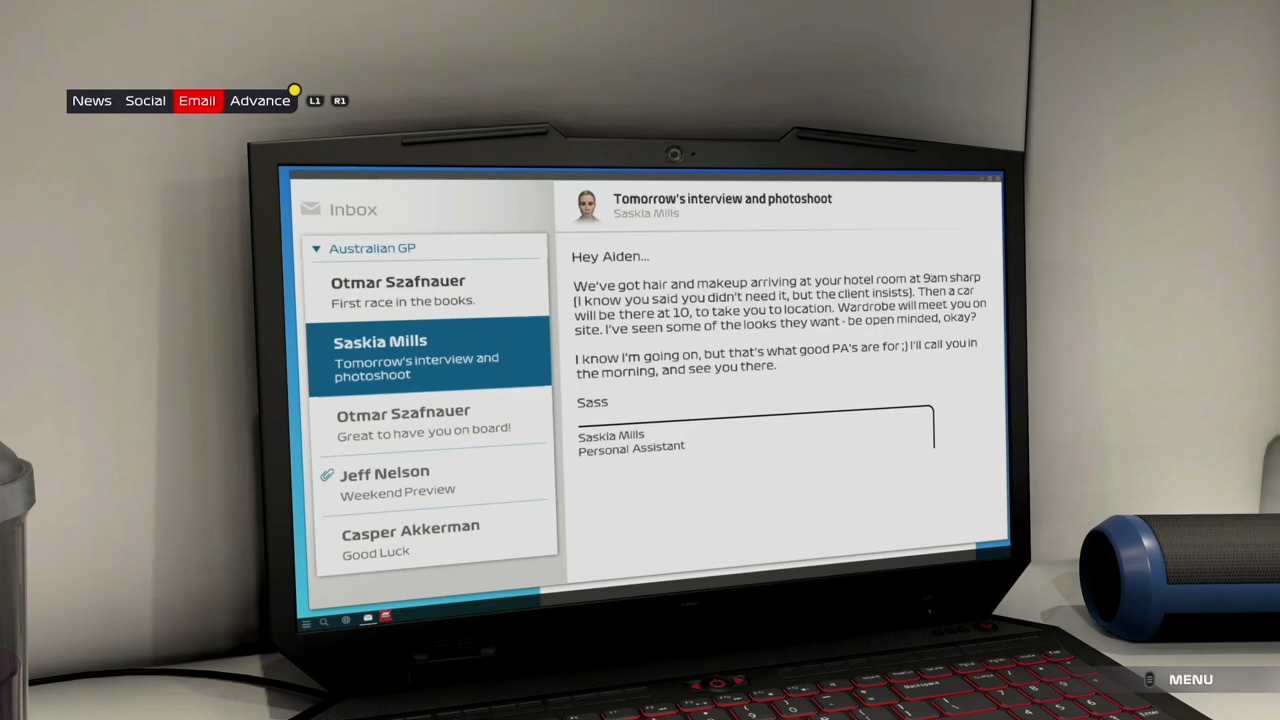 News Social Email Advance L1 R1
Inbox
Australian GP
Otmar Szafnauer
First race in the books.
Saskia Mills
Tomorrow's interview and
photoshoot
Otmar Szafnauer
Great to have you on board!
Jeff Nelson
Weekend Preview
Casper Akkerman
Good Luck
Tomorrow's interview and photoshoot
Saskia Mills
Hey Aiden...
We've got hair and makeup arriving at your hotel room at 9am sharp
(I know you said you didn't need it, but the client insists). Then a car
will be there at 10, to take you to location. Wardrobe will meet you on
site. I've seen some of the looks they want - be open minded, okay?
I know I'm going on, but that's what good PA's are for ;) I'll call you in
the morning, and see you there.
Sass
Saskia Mills
Personal Assistant
Backspace
MENU